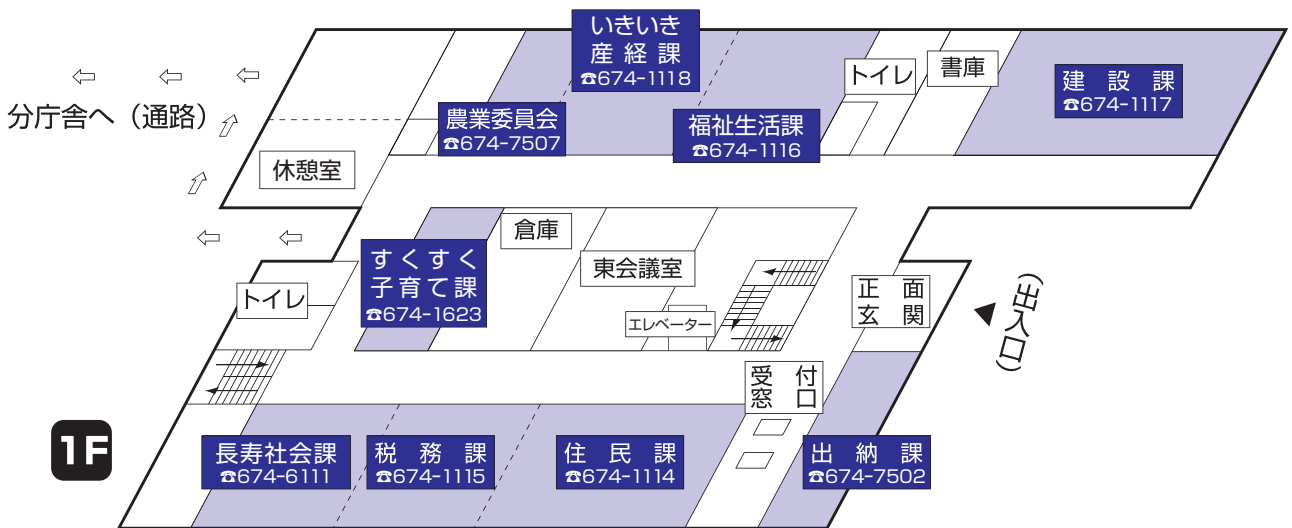 いきいき
産経課
☎674-1118
トイレ
書庫
建設課
☎674-1117
分庁舎へ（通路）
農業委員会
☎674-7507
福祉生活課
☎674-1116
休憩室
すくすく
子育て課
☎674-1623
倉庫
東会議室
エレベーター
トイレ
正面
玄関
（出入口）
受付
窓口
1F
長寿社会課
☎674-6111
税務課
☎674-1115
住民課
☎674-1114
出納課
☎674-7502